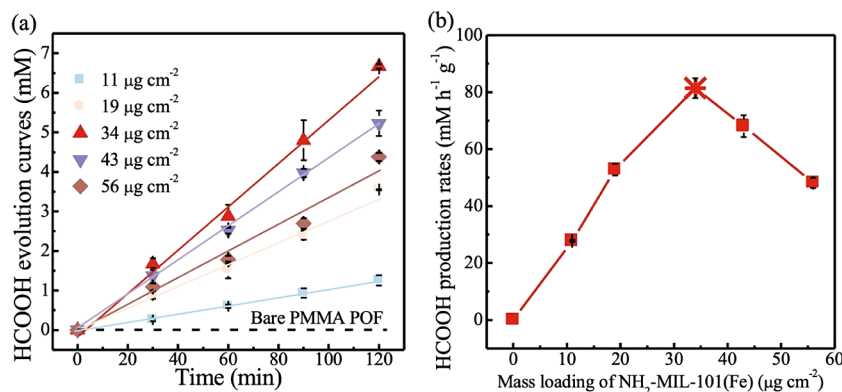 (a)
HCOOH evolution curves (mM)
7
6
5
4
3
2
1
0
11 μg cm-2
19 μg cm-2
34 μg cm-2
43 μg cm-2
56 μg cm-2
Bare PMMA POF
0 20 40 60 80 100 120
Time (min)
(b)
HCOOH production rates (mM h-1 g-1)
100
80
60
40
20
0
0 10 20 30 40 50 60
Mass loading of NH2-MIL-101(Fe) (μg cm-2)